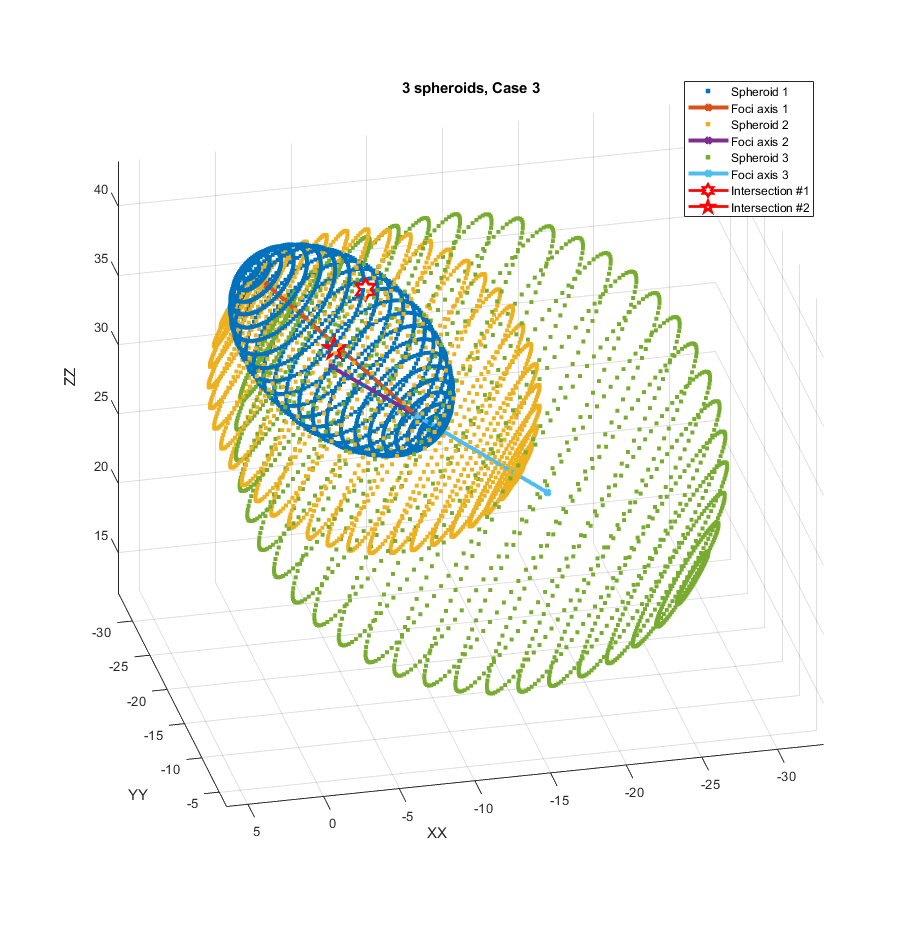 3 spheroids, Case 3
Spheroid 1
Foci axis 1
Spheroid 2
Foci axis 2
Spheroid 3
Foci axis 3
Intersection #1
Intersection #2
40
35
30
25
20
15
ZZ
-30
-25
-20
-15
-10
-5
YY
5
0
-5
-10
-15
-20
-25
-30
XX